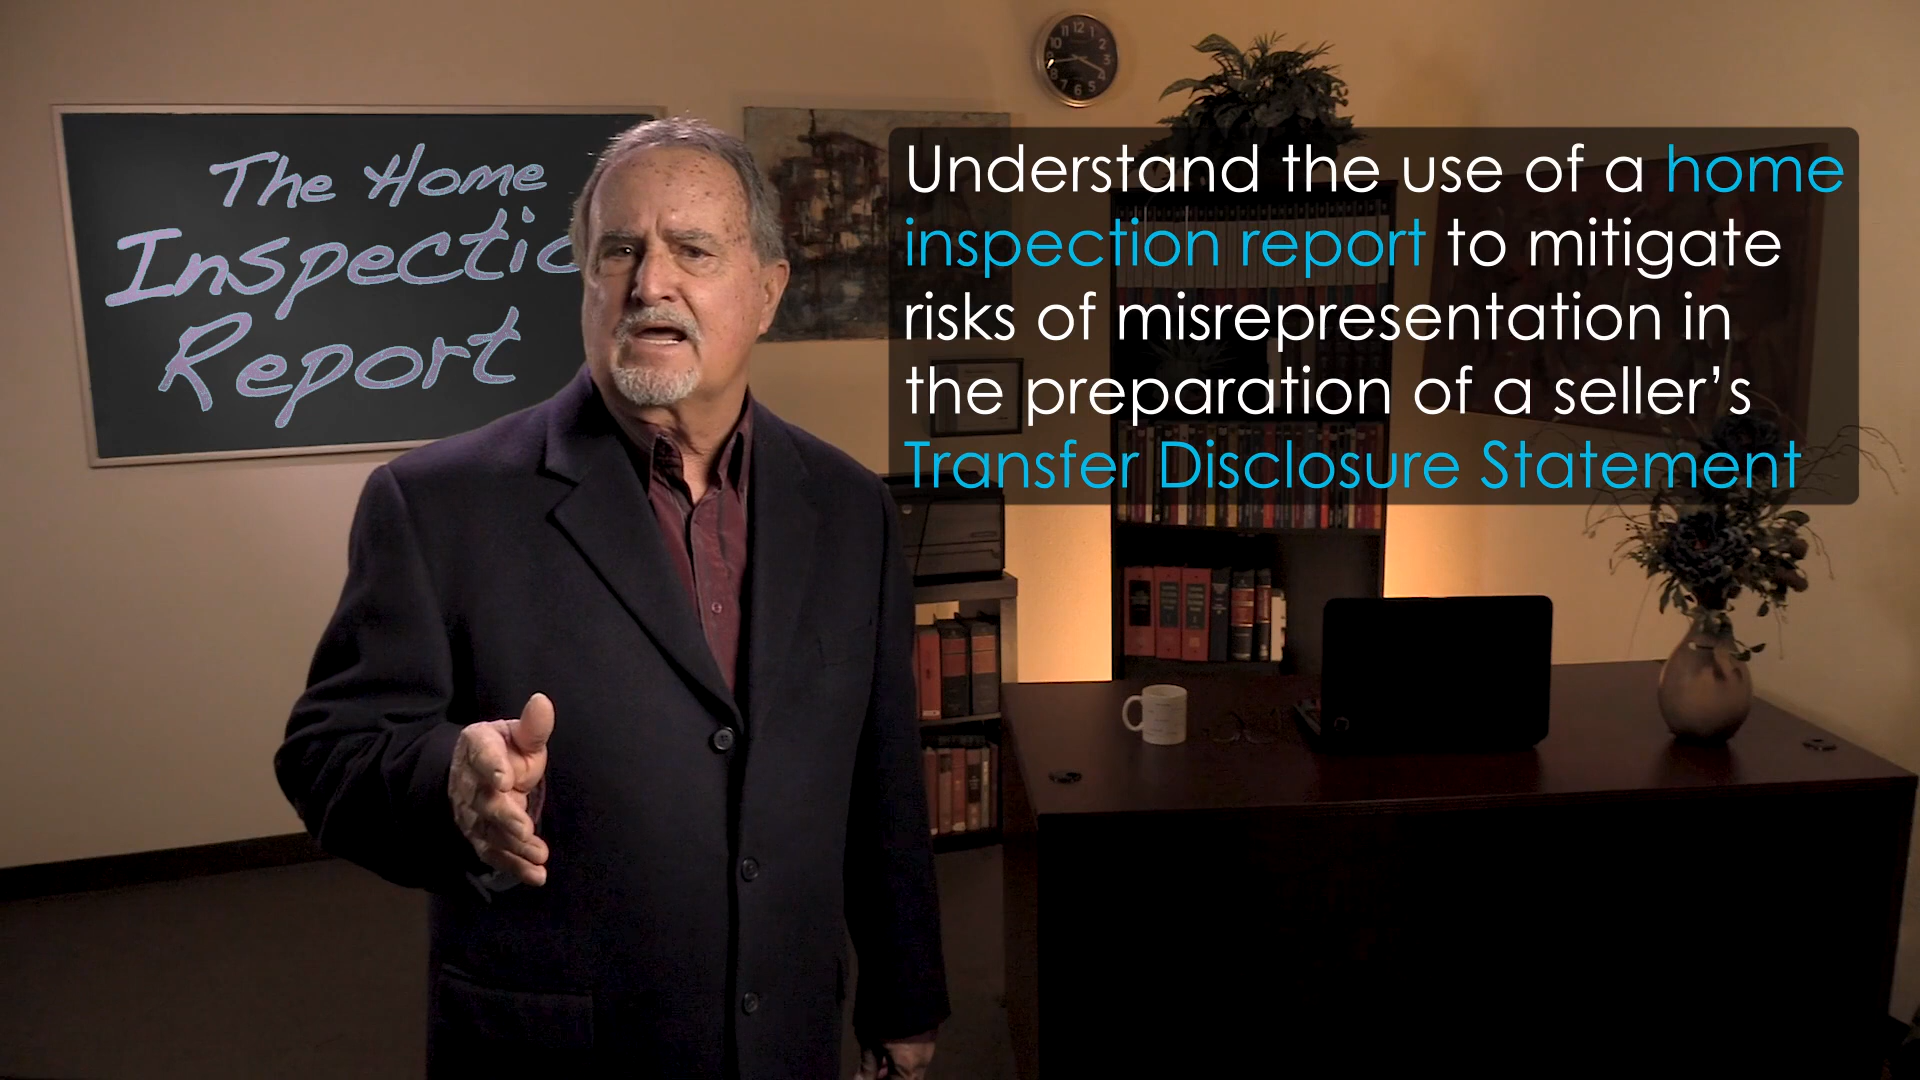 The Home
Inspectio
Report
Understand the use of a home
inspection report to mitigate
risks of misrepresentation in
the preparation of a seller’s
Transfer Disclosure Statement